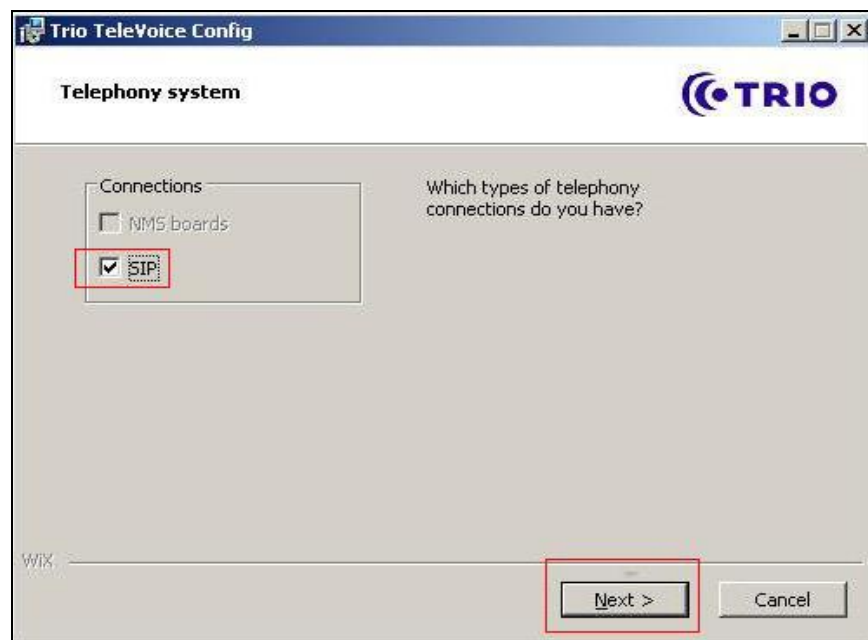 Trio TeleVoice Config
Telephony system
TRIO
Connections
NMS boards
SIP
Which types of telephony
connections do you have?
WiX
Next >
Cancel